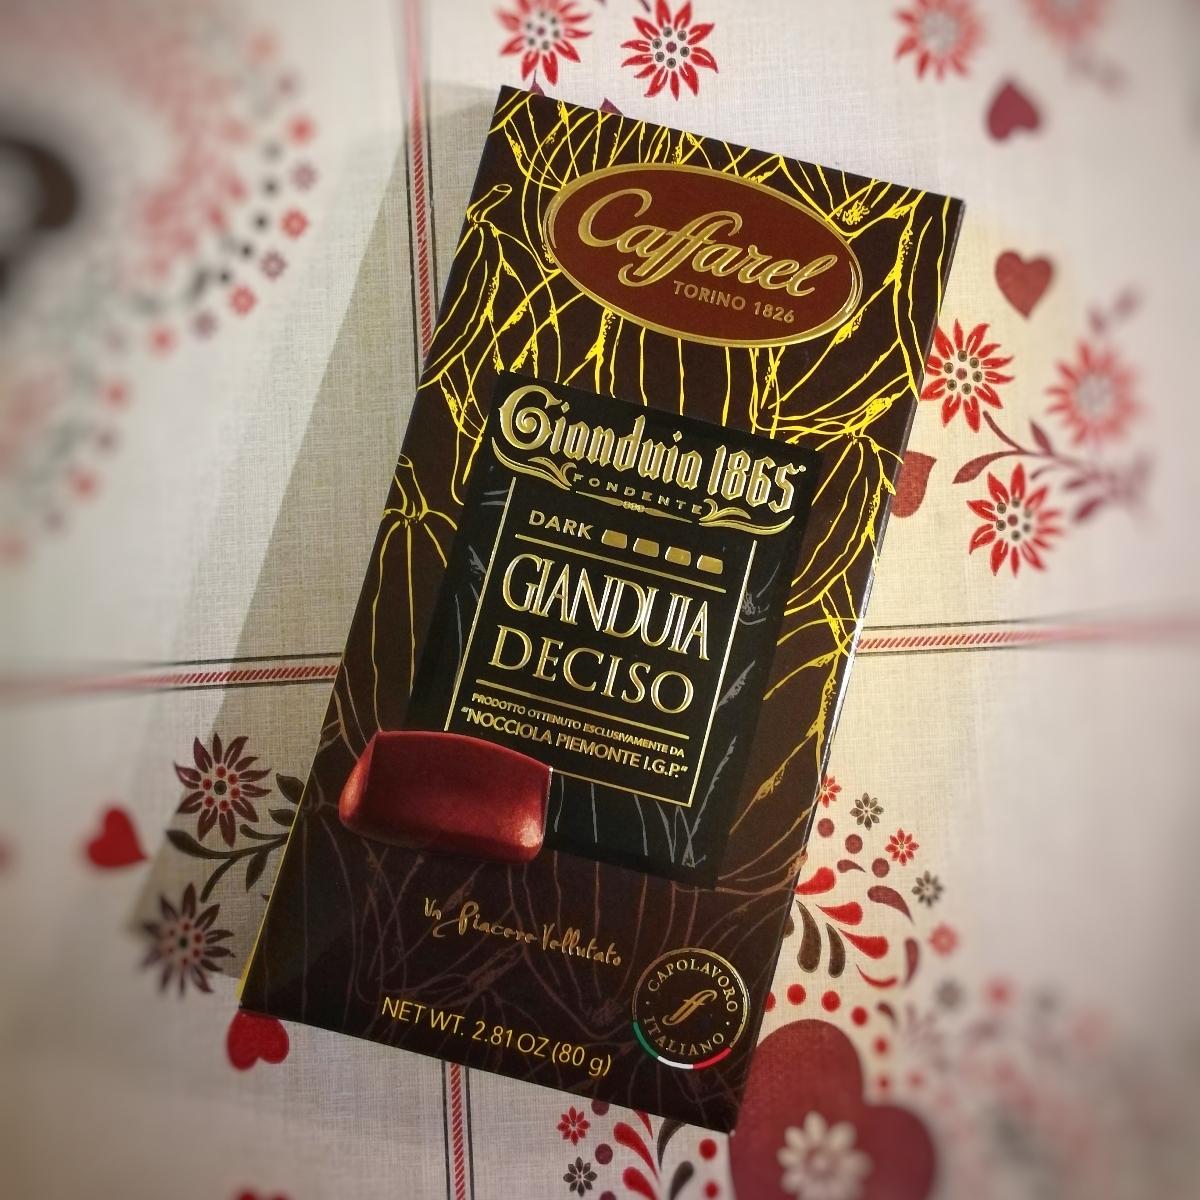 Caffarel
TORINO 1826
Gianduia 1865
FONDENTE
DARK
GIANDUIA
DECISO
PRODOTTO OTTENUTO ESCLUSIVAMENTE DA
"NOCCIOLA PIEMONTE I.G.P."
Un Piacere Vellutato
NET WT. 2.81 OZ (80 g)
CAPOLAVORO
ff
ITALIANO